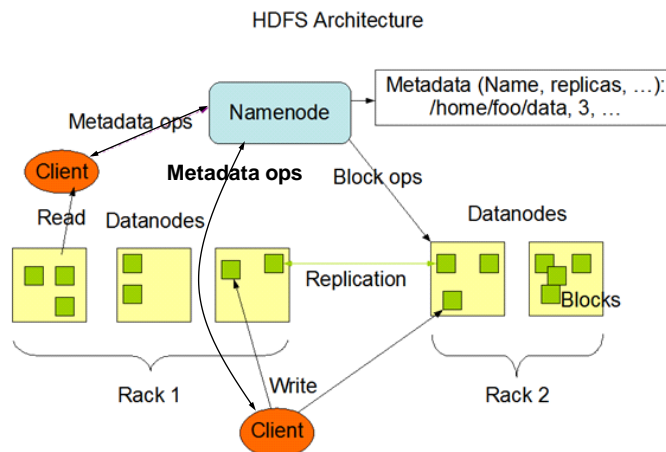 HDFS Architecture
Metadata (Name, replicas, ...):
/home/foo/data, 3, ...
Namenode
Metadata ops
Client
Metadata ops
Block ops
Read
Datanodes
Datanodes
Replication
Blocks
Rack 1
Write
Rack 2
Client